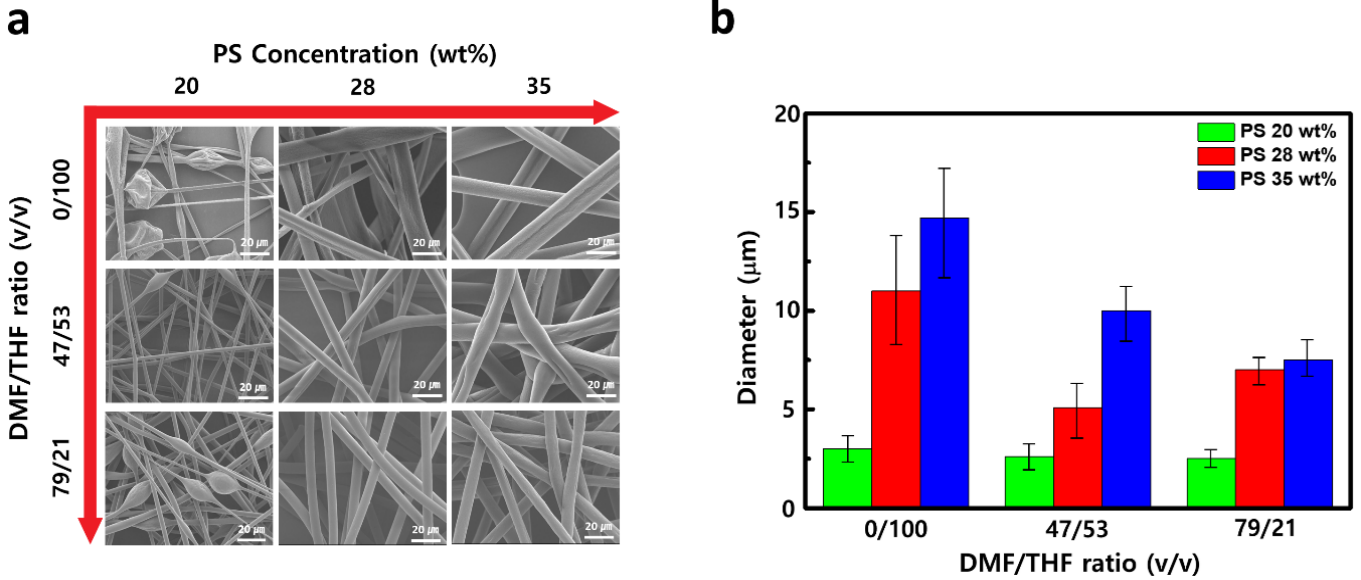 a
PS Concentration (wt%)
20 28 35
DMF/THF ratio (v/v)
0/100
47/53
79/21
20 ㎛ 20 ㎛ 20 ㎛
20 ㎛ 20 ㎛ 20 ㎛
20 ㎛ 20 ㎛ 20 ㎛
b
Diameter (μm)
20
15
10
5
0
PS 20 wt%
PS 28 wt%
PS 35 wt%
0/100 47/53 79/21
DMF/THF ratio (v/v)